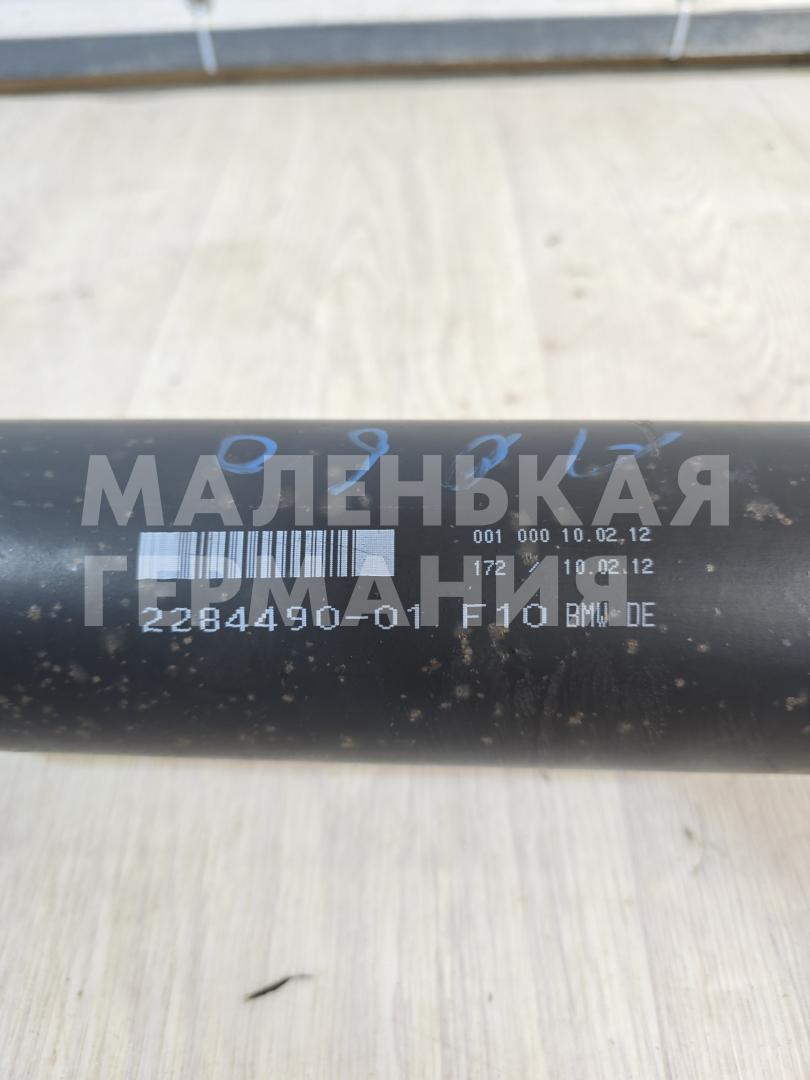 МАЛЕНЬКАЯ
ГЕРМАНИЯ
001 000 10.02.12
172 / 10.02.12
2284490-01 F10 BMW DE